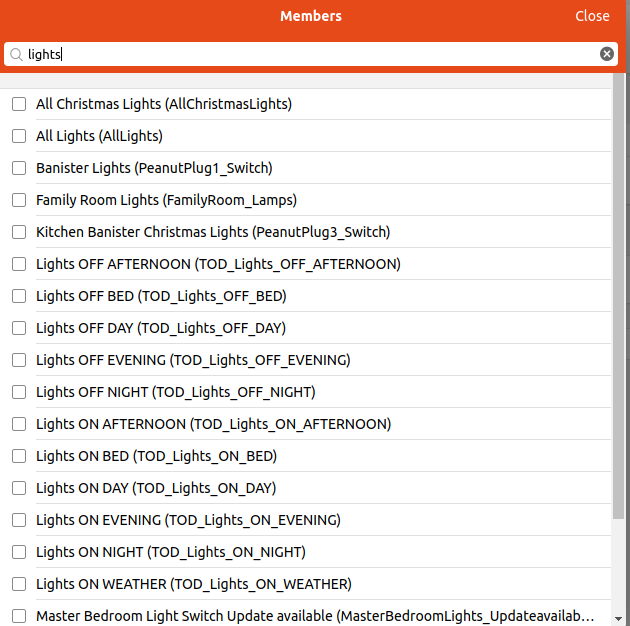 Members
Close
lights
All Christmas Lights (AllChristmasLights)
All Lights (AllLights)
Banister Lights (PeanutPlug1_Switch)
Family Room Lights (FamilyRoom_Lamps)
Kitchen Banister Christmas Lights (PeanutPlug3_Switch)
Lights OFF AFTERNOON (TOD_Lights_OFF_AFTERNOON)
Lights OFF BED (TOD_Lights_OFF_BED)
Lights OFF DAY (TOD_Lights_OFF_DAY)
Lights OFF EVENING (TOD_Lights_OFF_EVENING)
Lights OFF NIGHT (TOD_Lights_OFF_NIGHT)
Lights ON AFTERNOON (TOD_Lights_ON_AFTERNOON)
Lights ON BED (TOD_Lights_ON_BED)
Lights ON DAY (TOD_Lights_ON_DAY)
Lights ON EVENING (TOD_Lights_ON_EVENING)
Lights ON NIGHT (TOD_Lights_ON_NIGHT)
Lights ON WEATHER (TOD_Lights_ON_WEATHER)
Master Bedroom Light Switch Update available (MasterBedroomLights_Updateavailab...